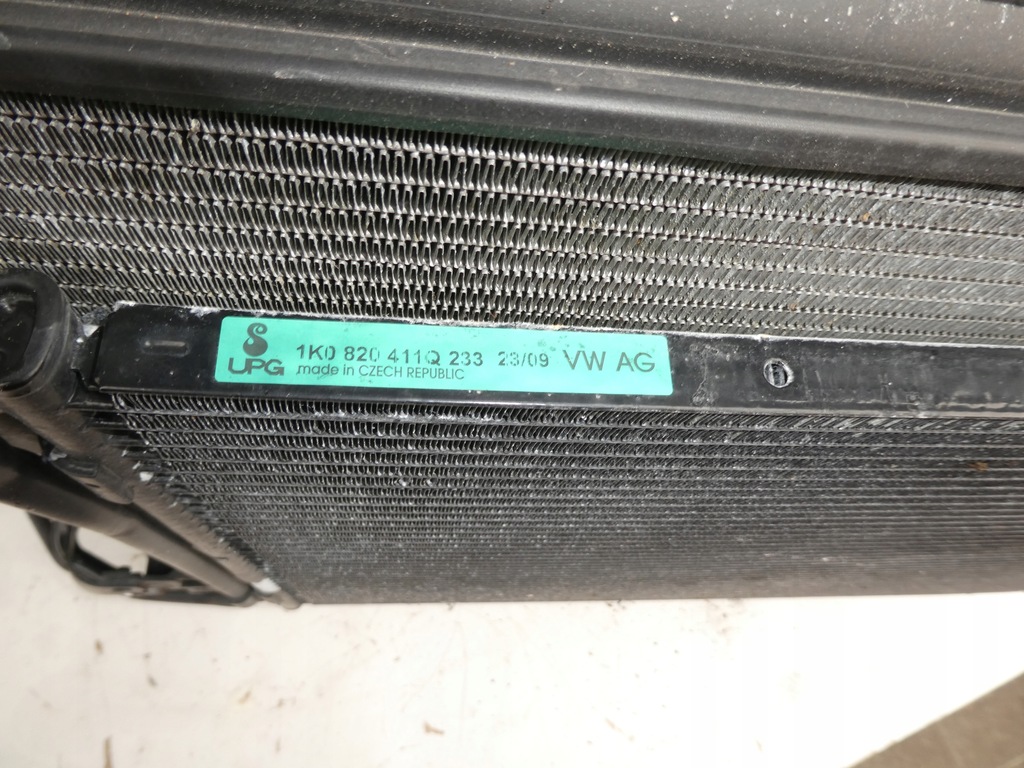 UPG
1K0 820 411Q 233 23/09 VW AG
made in CZECH REPUBLIC